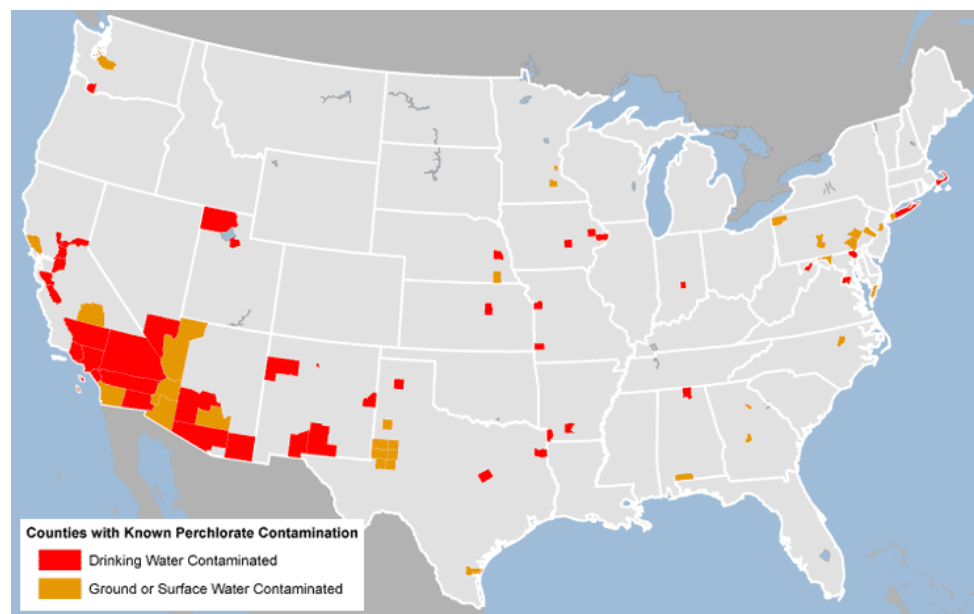 Counties with Known Perchlorate Contamination
Drinking Water Contaminated
Ground or Surface Water Contaminated